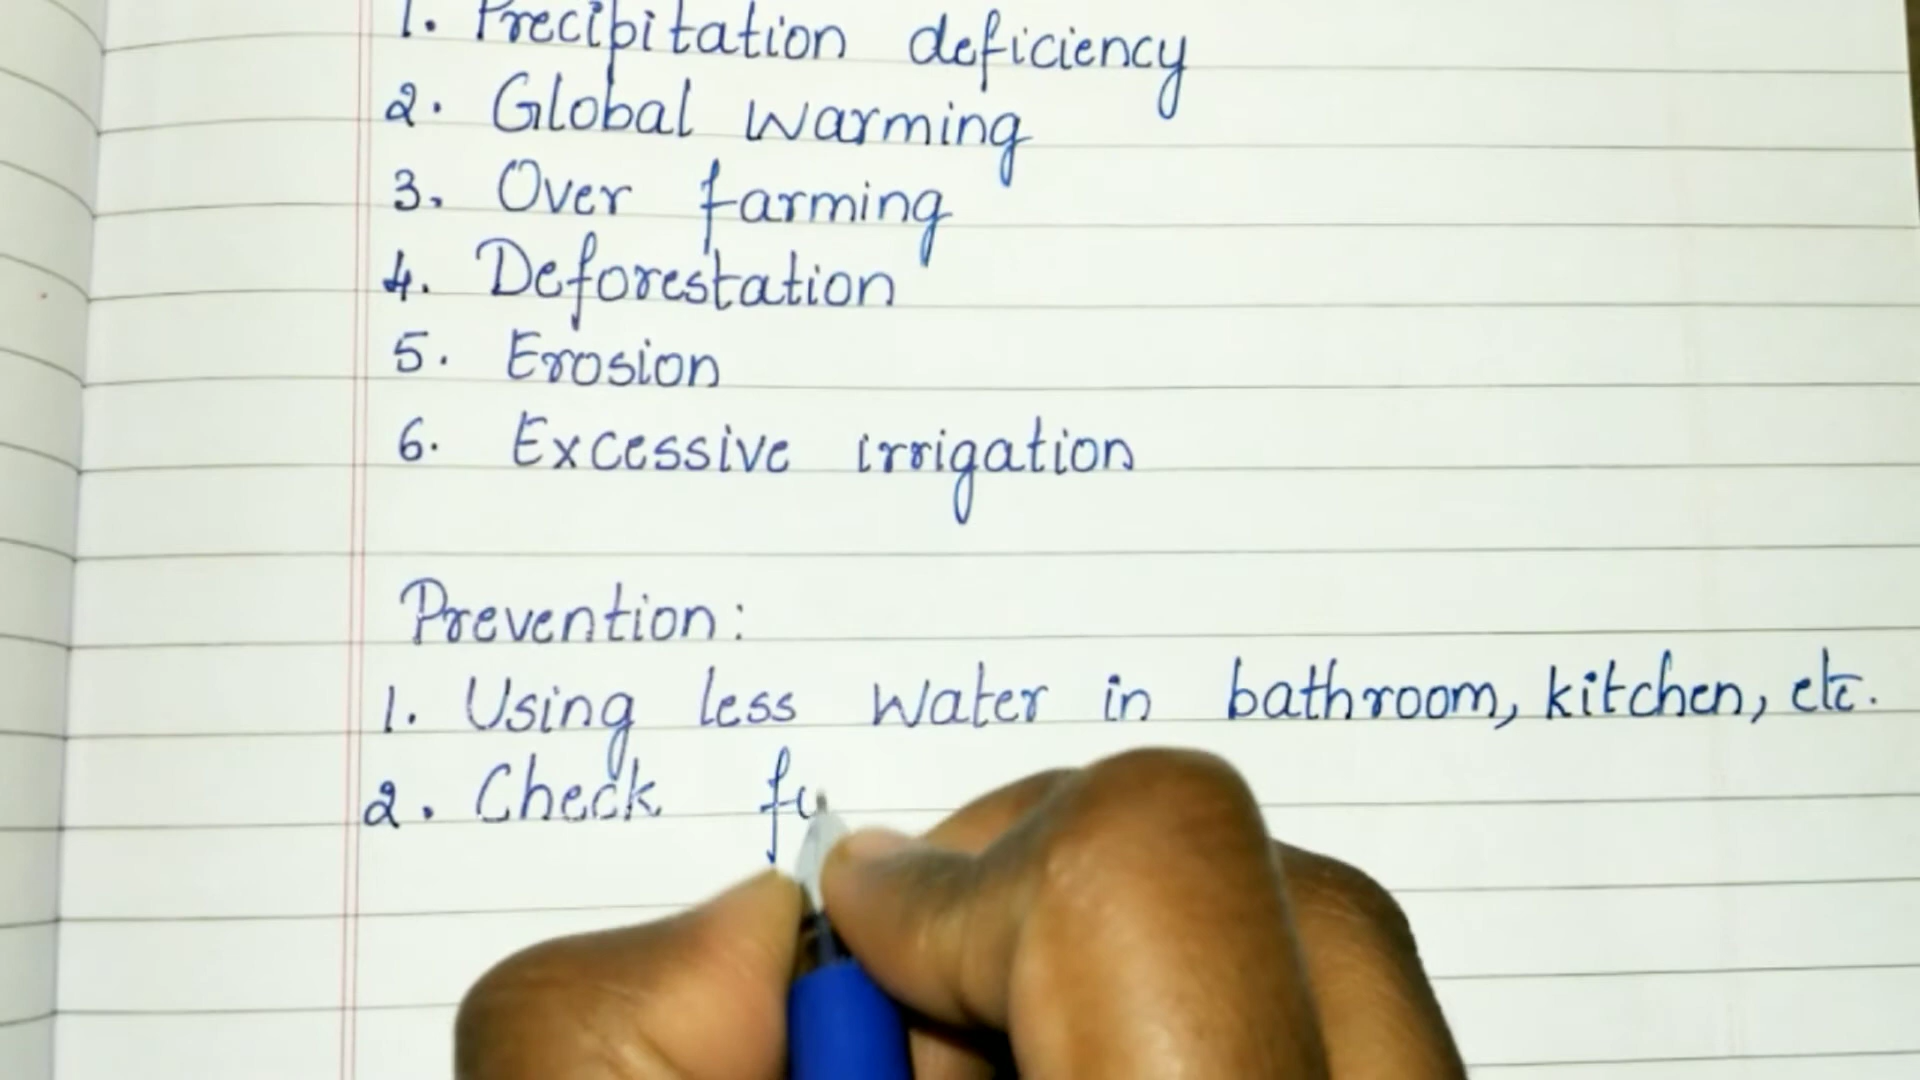 1. Precipitation deficiency
2. Global warming
3. Over farming
4. Deforestation
5. Erosion
6. Excessive irrigation
Prevention:
1. Using less water in bathroom, kitchen, etc.
2. Check